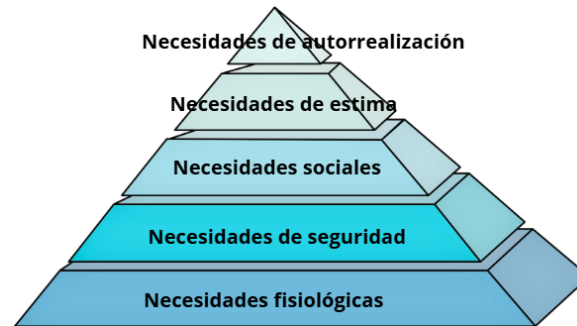 Necesidades de autorrealización
Necesidades de estima
Necesidades sociales
Necesidades de seguridad
Necesidades fisiológicas